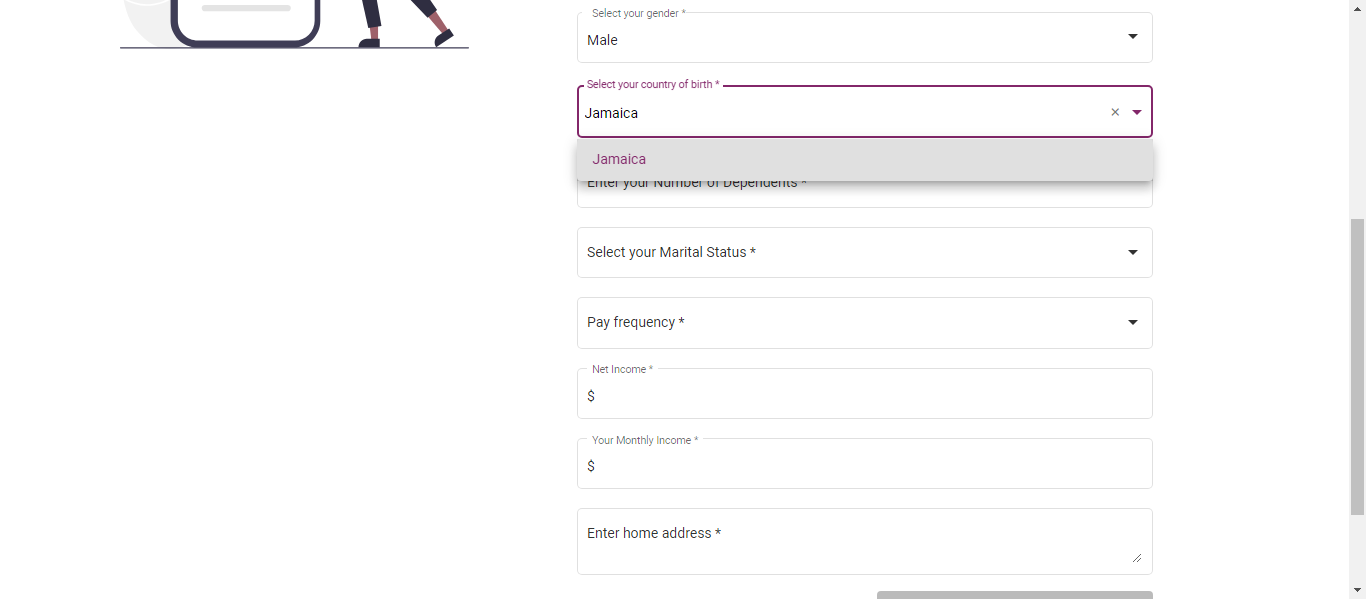 Select your gender *
Male
Select your country of birth *
Jamaica
Jamaica
Enter your Number of Dependents *
Select your Marital Status *
Pay frequency *
Net Income *
$
Your Monthly Income *
$
Enter home address *